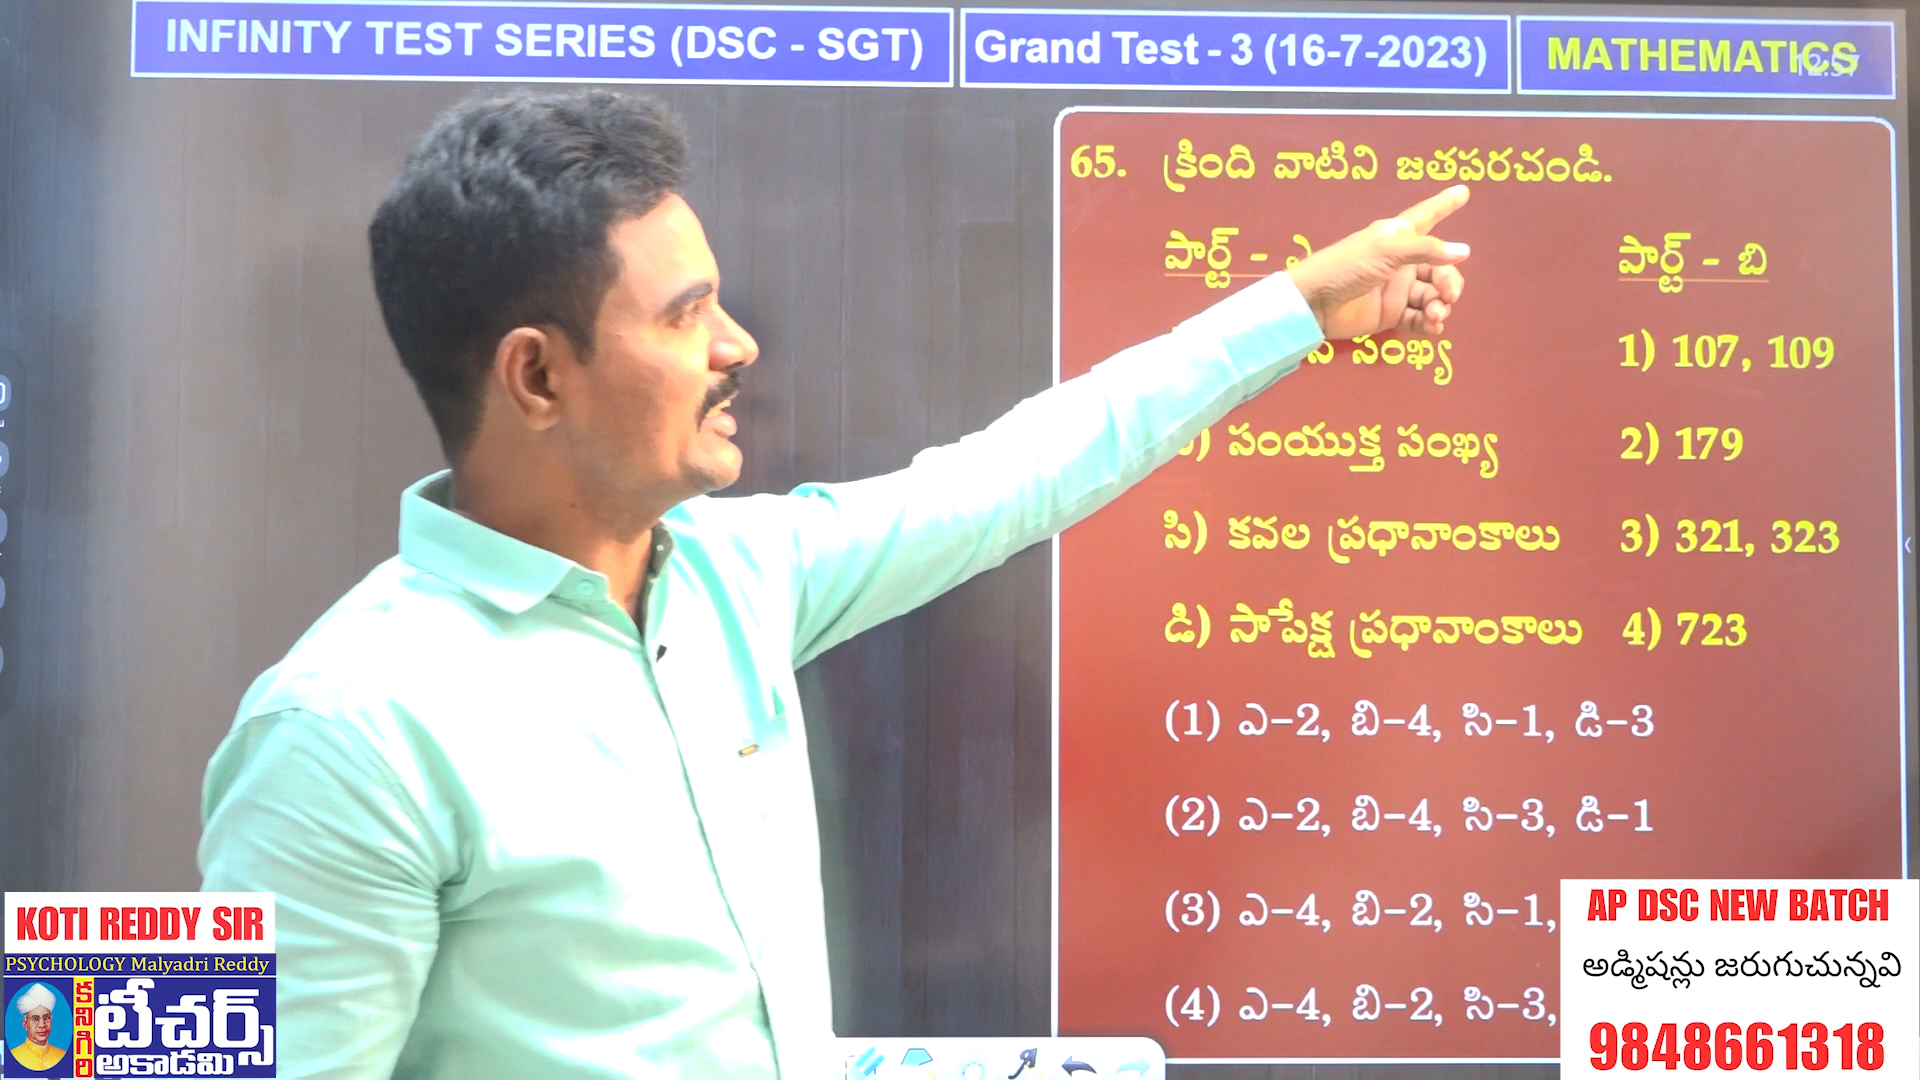 INFINITY TEST SERIES (DSC - SGT)
Grand Test - 3 (16-7-2023)
MATHEMATICS
65. క్రింది వాటిని జతపరచండి.
పార్ట్ - ఎ
పార్ట్ - బి
సంఖ్య
1) 107, 109
సంయుక్త సంఖ్య
2) 179
సి) కవల ప్రధానాంకాలు
3) 321, 323
డి) సాపేక్ష ప్రధానాంకాలు
4) 723
(1) ఎ-2, బి-4, సి-1, డి-3
(2) ఎ-2, బి-4, సి-3, డి-1
(3) ఎ-4, బి-2, సి-1,
(4) ఎ-4, బి-2, సి-3,
KOTI REDDY SIR
PSYCHOLOGY Malyadri Reddy
కనిగిరి
టీచర్స్
అకాడమి
AP DSC NEW BATCH
అడ్మిషన్లు జరుగుచున్నవి
9848661318